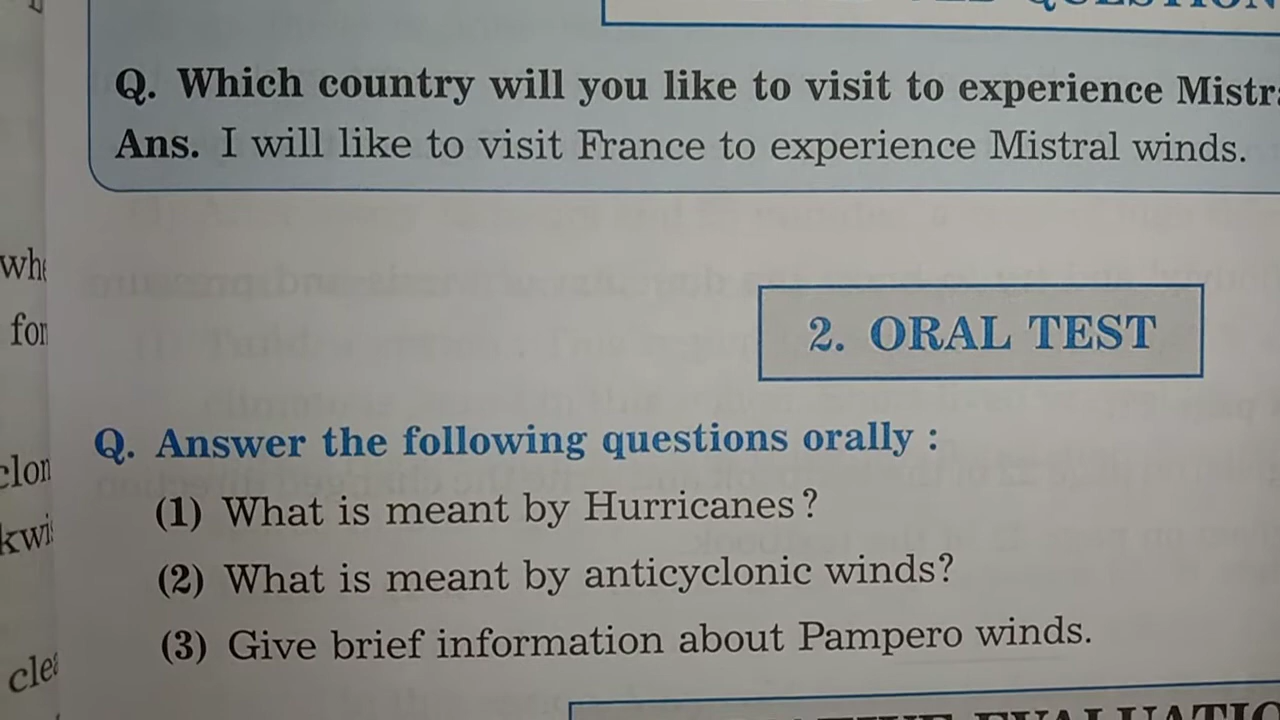 QUESTION
Q. Which country will you like to visit to experience Mistr
Ans. I will like to visit France to experience Mistral winds.
2. ORAL TEST
Q. Answer the following questions orally :
(1) What is meant by Hurricanes?
(2) What is meant by anticyclonic winds?
(3) Give brief information about Pampero winds.